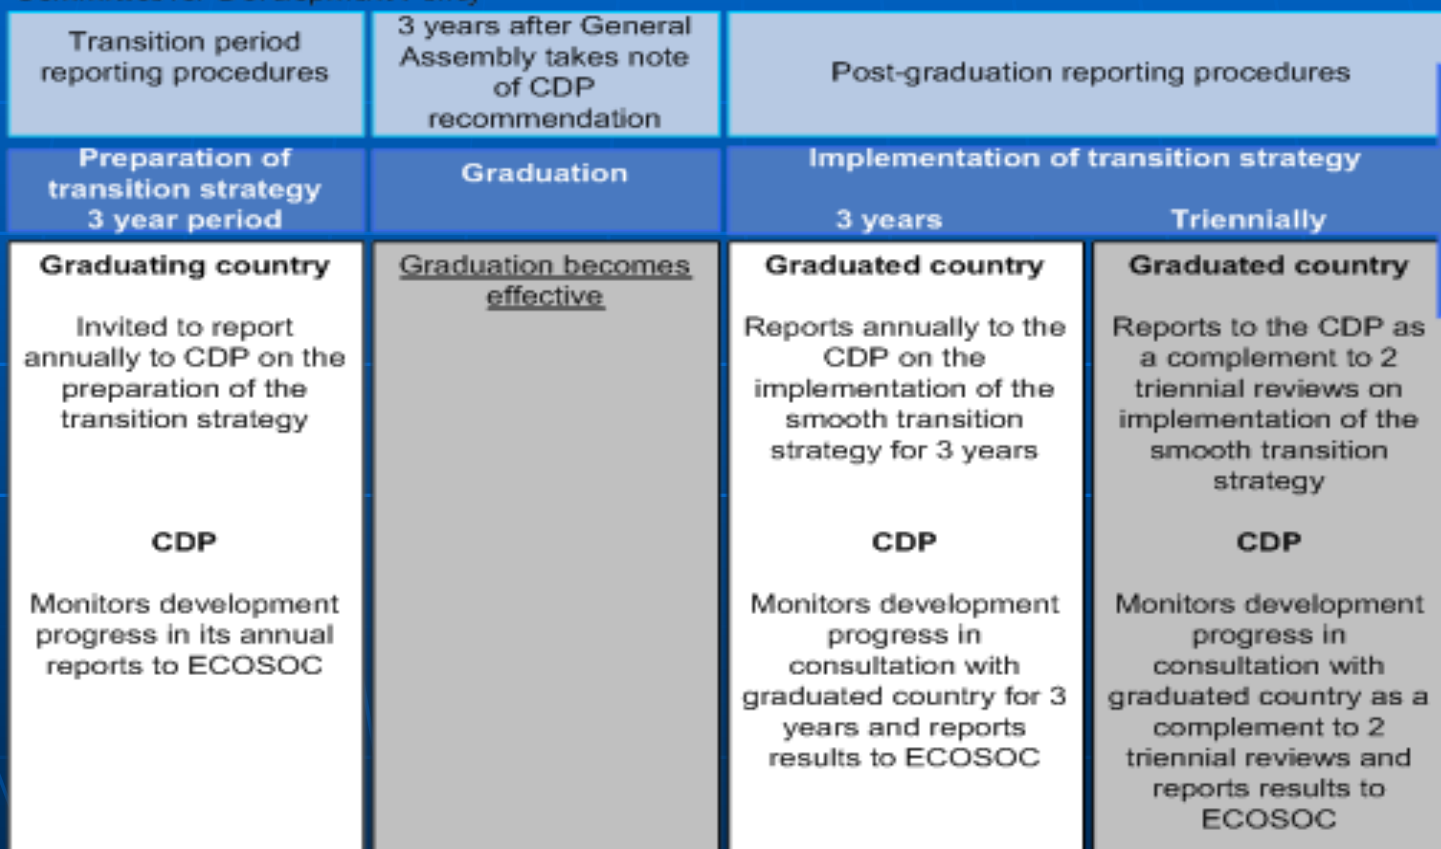 Transition period
reporting procedures
3 years after General
Assembly takes note
of CDP
recommendation
Post-graduation reporting procedures
Preparation of
transition strategy
3 year period
Graduation
Implementation of transition strategy
3 years
Triennially
Graduating country
Invited to report
annually to CDP on the
preparation of the
transition strategy
CDP
Monitors development
progress in its annual
reports to ECOSOC
Graduation becomes
effective
Graduated country
Reports annually to the
CDP on the
implementation of the
smooth transition
strategy for 3 years
CDP
Monitors development
progress in
consultation with
graduated country for 3
years and reports
results to ECOSOC
Graduated country
Reports to the CDP as
a complement to 2
triennial reviews on
implementation of the
smooth transition
strategy
CDP
Monitors development
progress in
consultation with
graduated country as a
complement to 2
triennial reviews and
reports results to
ECOSOC